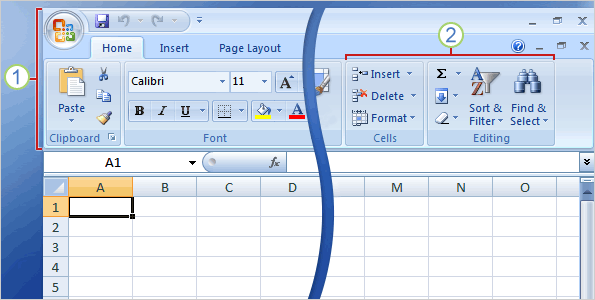 1
2
Home Insert Page Layout
Paste
Calibri 11 A
B I U A
Clipboard
Font
Insert
Delete
Format
Cells
Σ
A
Z
Sort &
Filter
Find &
Select
Editing
A1 fx
A B C D M N O
1
2
3
4
5